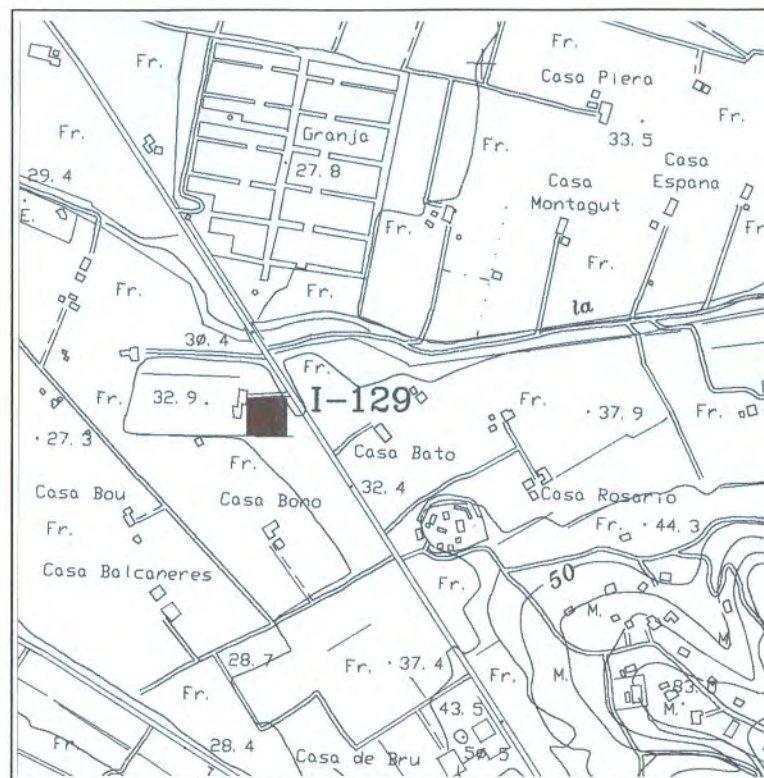 Fr.
Fr.
Casa Piera
Fr.
Granja
33.5
Fr.
Fr.
27.8
Casa
Espana
29.4
Casa
Montagut
E.
Fr.
Fr.
Fr.
Fr.
Fr.
la
30.4
Fr.
32.9
Fr.
I-129
Fr.
37.9
Fr.
27.3
Fr.
Casa Bato
Casa Bou
Casa Bono
32.4
Casa Rosario
Fr.
Fr.
44.3
Casa Balcaneres
50
Fr.
M.
M.
28.7
Fr.
37.4
Fr.
M.
Fr.
43.5
M.
Fr.
28.4
Casa de Bru
50.5